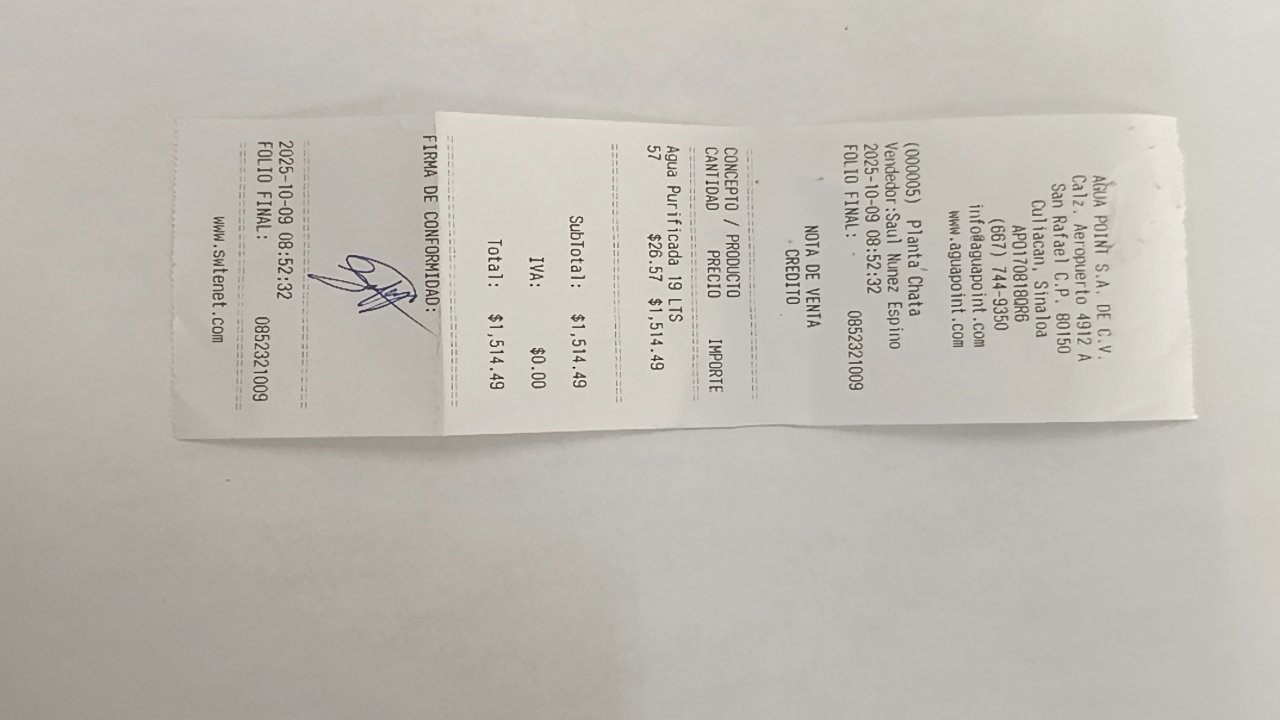 AGUA POINT S.A. DE C.V.
Calz. Aeropuerto 4912 A
San Rafael C.P. 80150
Culiacan, Sinaloa
APO170818QR6
(667) 744-9350
info@aguapoint.com
www.aguapoint.com
(000005) Planta Chata
Vendedor:Saul Nunez Espino
2025-10-09 08:52:32
FOLIO FINAL: 0852321009
NOTA DE VENTA
CREDITO
CONCEPTO / PRODUCTO
CANTIDAD PRECIO IMPORTE
Agua Purificada 19 LTS
57 $26.57 $1,514.49
SubTotal: $1,514.49
IVA: $0.00
Total: $1,514.49
FIRMA DE CONFORMIDAD:
2025-10-09 08:52:32
FOLIO FINAL: 0852321009
www.swtenet.com